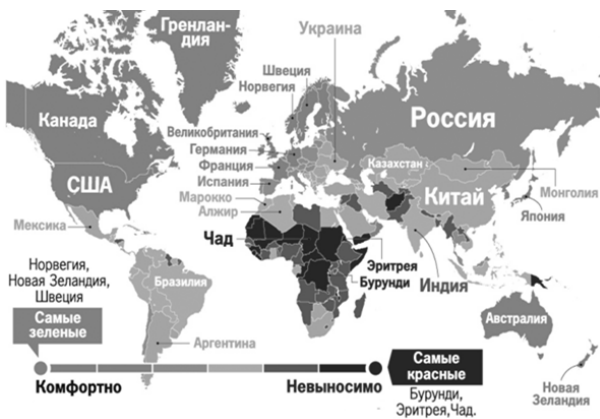 Гренлан-
дия
Украина
Швеция
Норвегия
Канада
Россия
Великобритания
Германия
Казахстан
Франция
США
Испания
Китай
Монголия
Марокко
Алжир
Япония
Мексика
Чад
Эритрея
Бурунди
Индия
Норвегия,
Новая Зеландия,
Швеция
Бразилия
Самые
зеленые
Австралия
Аргентина
Самые
красные
Комфортно
Невыносимо
Бурунди,
Эритрея,Чад.
Новая
Зеландия